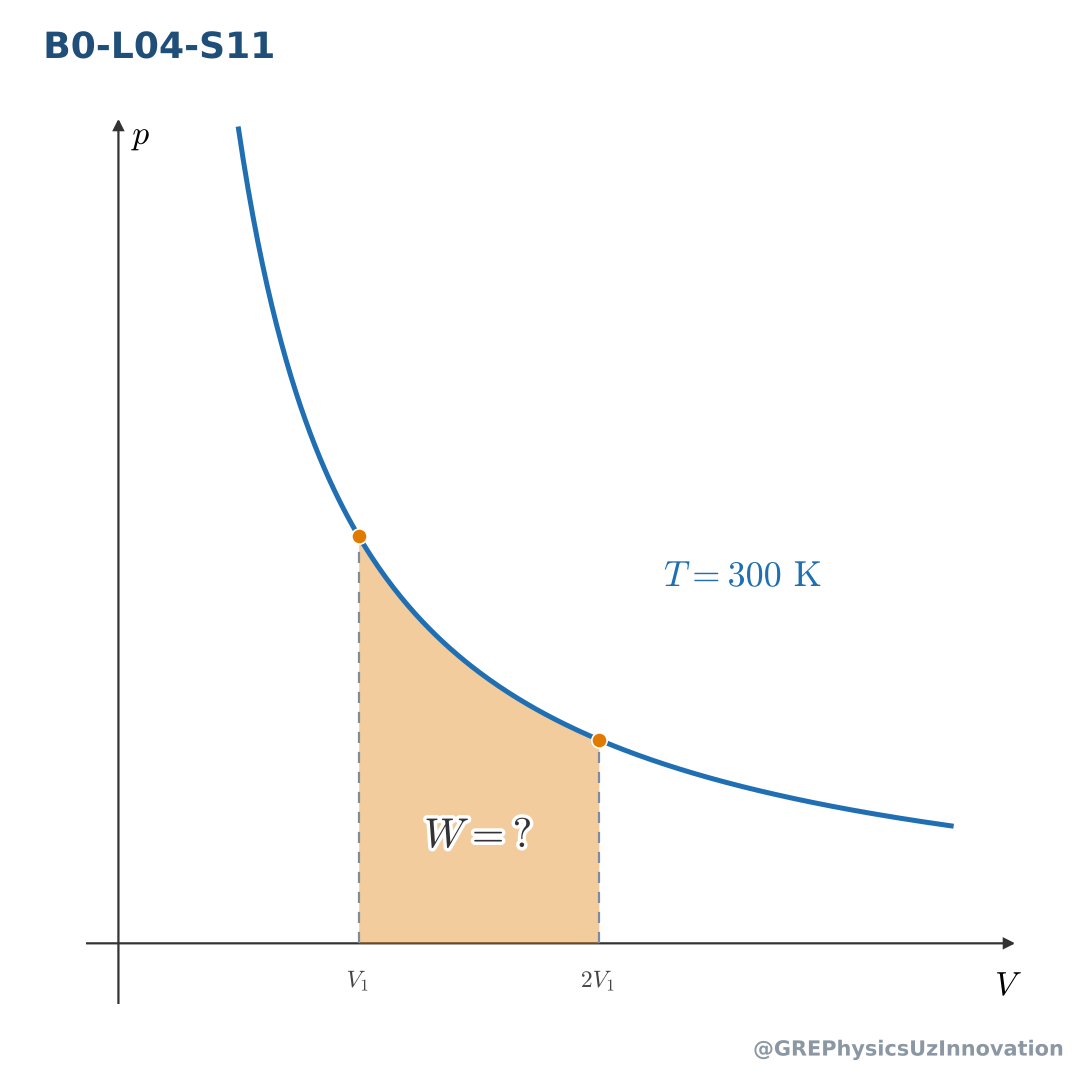 B0-L04-S11
p
T = 300 K
W = ?
V₁
2V₁
V
@GREPhysicsUzInnovation